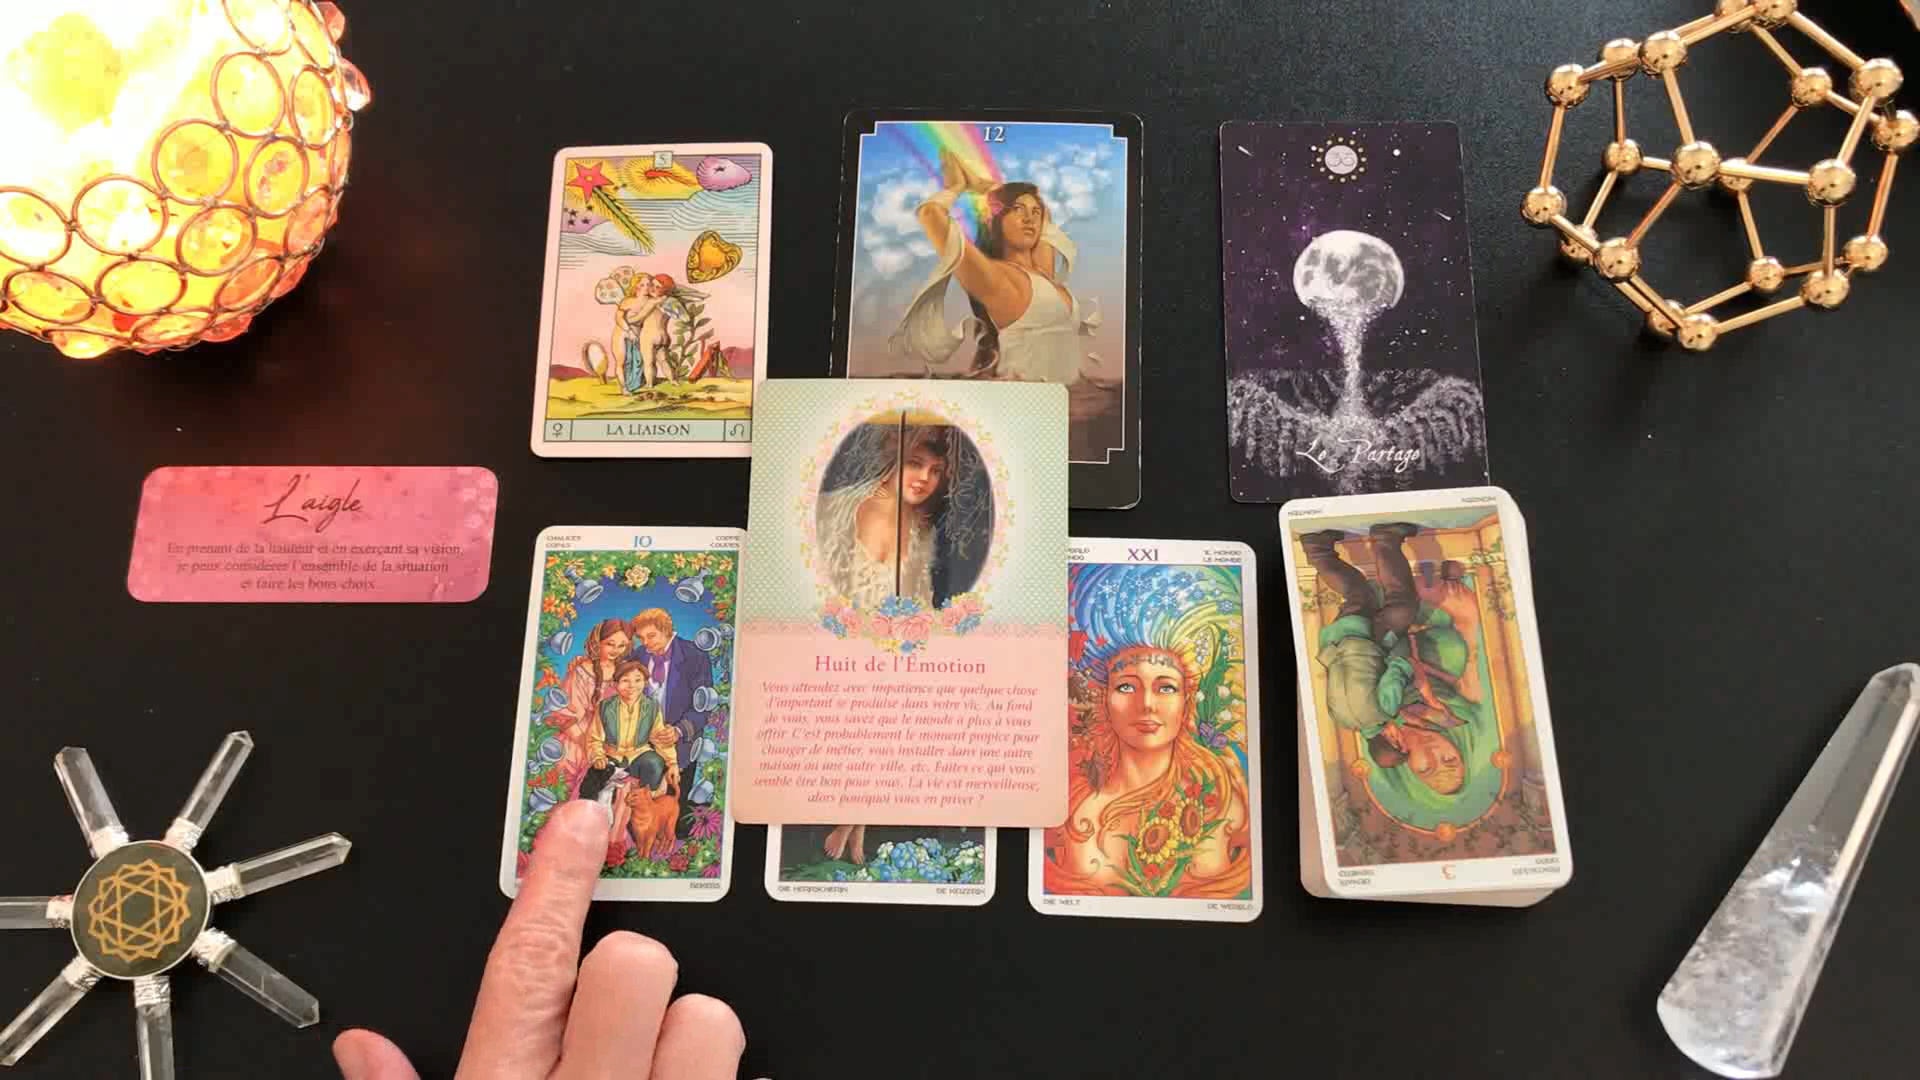 5
LA LIAISON
12
35
Le Partage
L'aigle
En prenant de la hauteur et en exerçant sa vision,
je peux considérer l'ensemble de la situation
et faire les bons choix.
CHALICES
10
Huit de l'Émotion
Vous attendez avec impatience que quelque chose
d'important se produise dans votre vie. Au fond
de vous, vous savez que le monde a plus à vous
offrir. C'est probablement le moment propice pour
changer de métier, vous installer dans une autre
maison ou une autre ville, etc. Faites ce qui vous
semble être bon pour vous. La vie est merveilleuse,
alors pourquoi vous en priver ?
DIE HERRSCHERIN
DE KEIZERIN
XXI
IL MONDO
LE MONDE
DIE WELT
DE WERELD
3